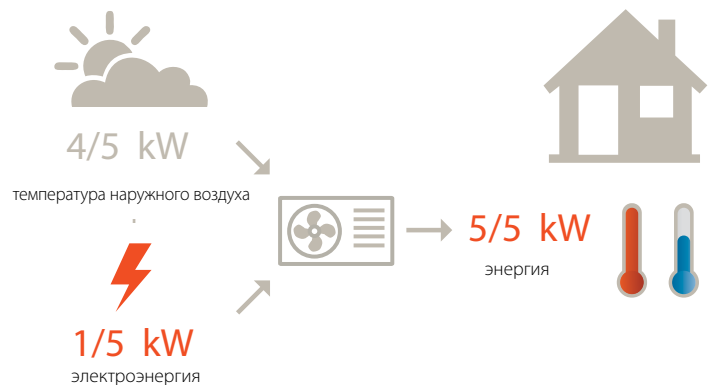 4/5 kW
температура наружного воздуха
1/5 kW
электроэнергия
5/5 kW
энергия